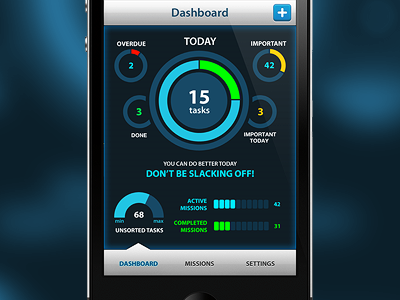 Dashboard
OVERDUE
TODAY
IMPORTANT
2
42
15
tasks
3
3
DONE
IMPORTANT
TODAY
YOU CAN DO BETTER TODAY
DON'T BE SLACKING OFF!
68
min
max
UNSORTED TASKS
ACTIVE
MISSIONS
42
COMPLETED
MISSIONS
31
DASHBOARD
MISSIONS
SETTINGS